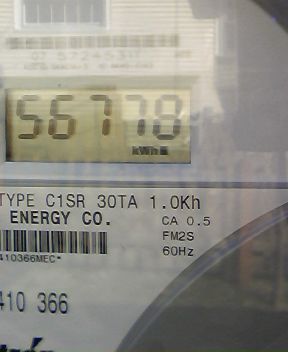 56778
kWh
TYPE C1SR 30TA 1.0Kh
ENERGY CO.
CA 0.5
FM2S
60Hz
410366MEC*
410 366